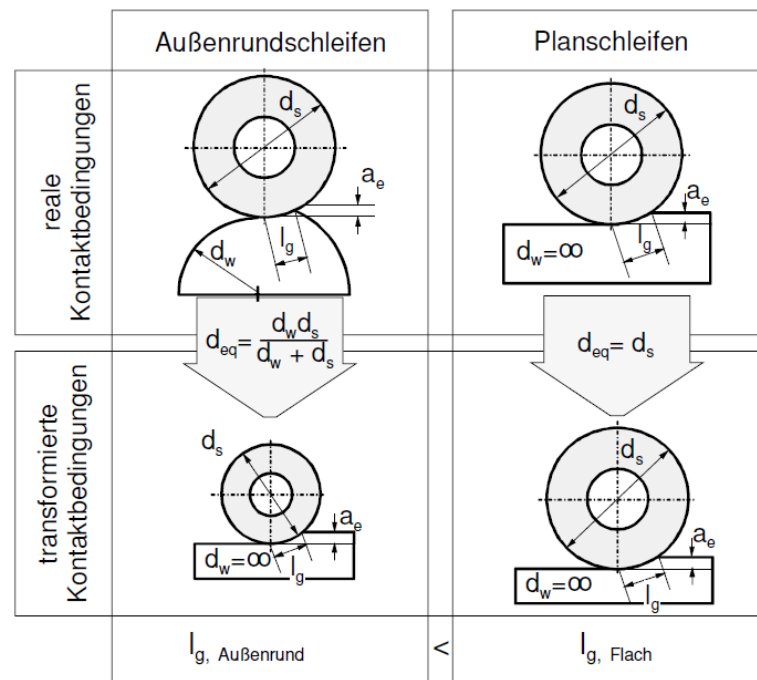 Außenrundschleifen
Planschleifen
reale
Kontaktbedingungen
d_s
a_e
l_g
d_w
d_s
a_e
l_g
d_w=∞
d_eq= d_w d_s / d_w + d_s
d_eq= d_s
transformierte
Kontaktbedingungen
d_s
a_e
d_w=∞
l_g
d_s
a_e
d_w=∞
l_g
l_g, Außenrund < l_g, Flach